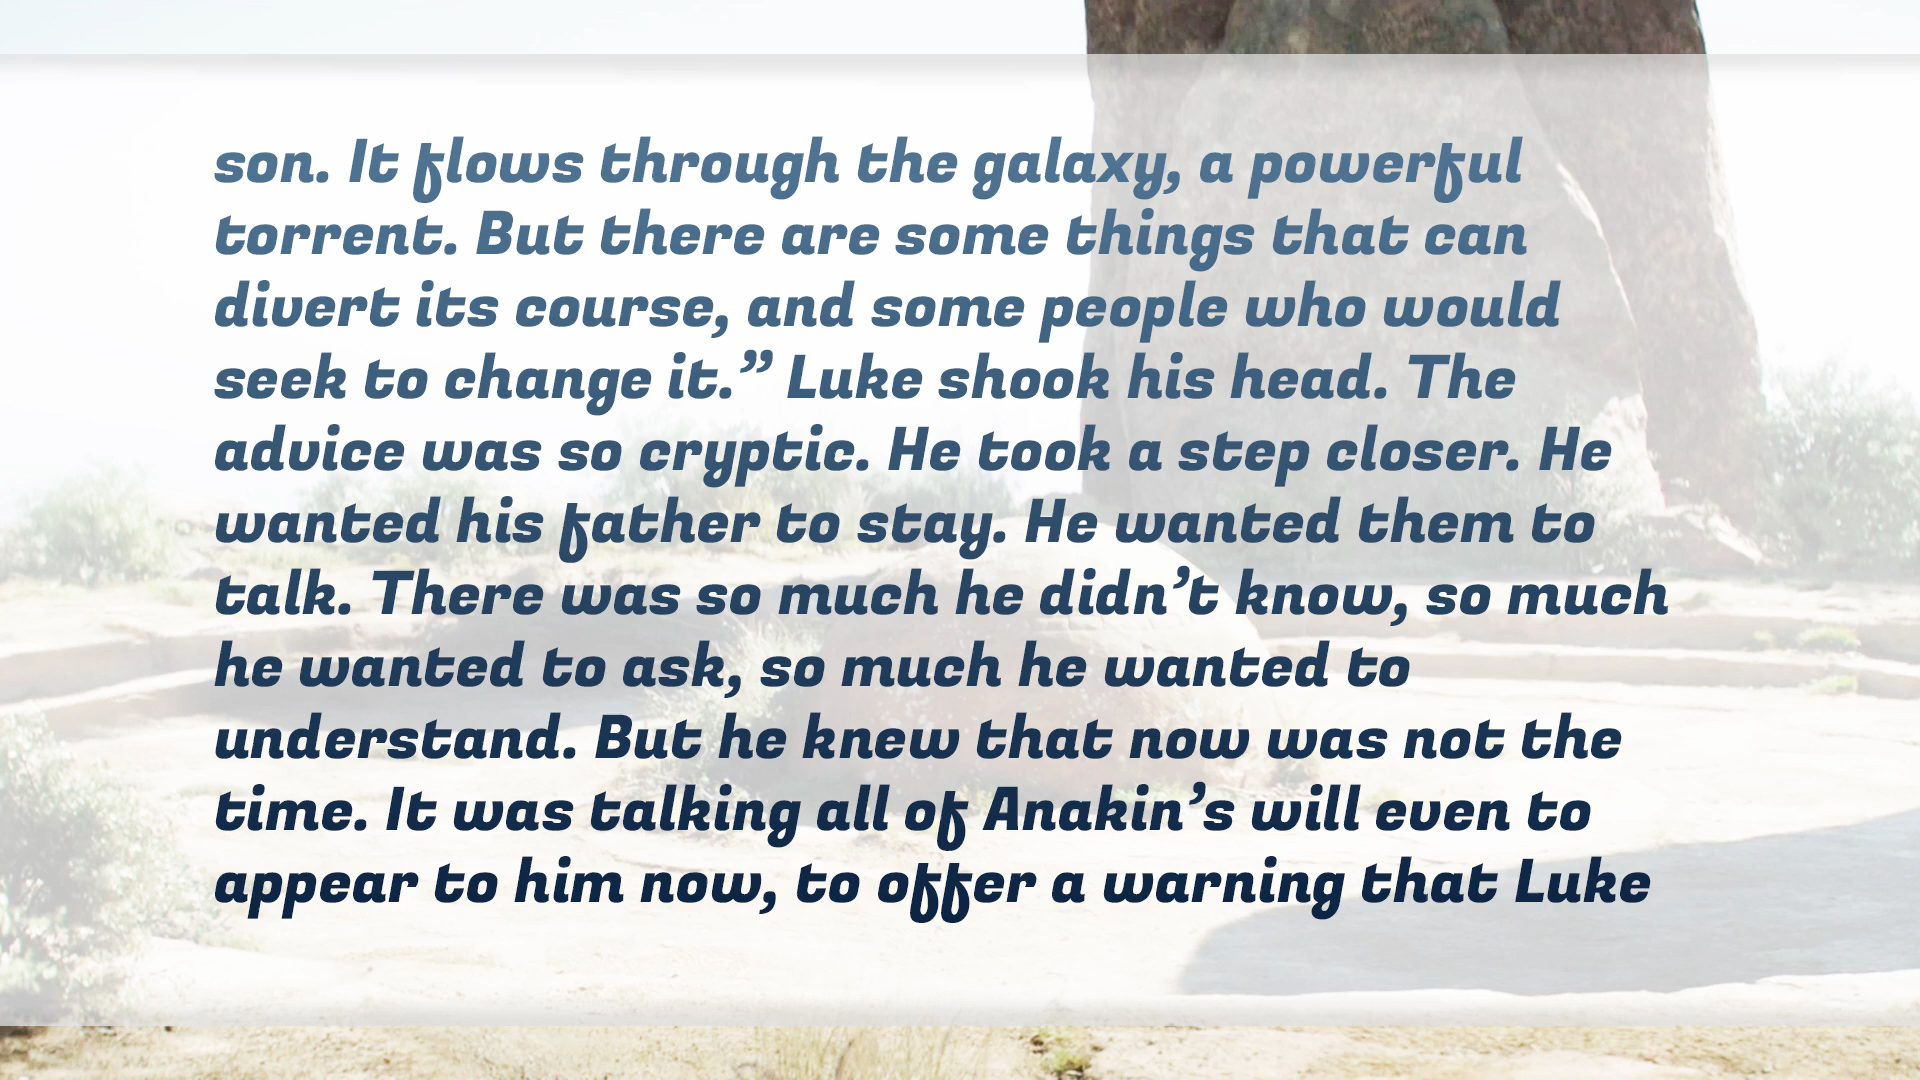 son. It flows through the galaxy, a powerful
torrent. But there are some things that can
divert its course, and some people who would
seek to change it.” Luke shook his head. The
advice was so cryptic. He took a step closer. He
wanted his father to stay. He wanted them to
talk. There was so much he didn’t know, so much
he wanted to ask, so much he wanted to
understand. But he knew that now was not the
time. It was talking all of Anakin’s will even to
appear to him now, to offer a warning that Luke